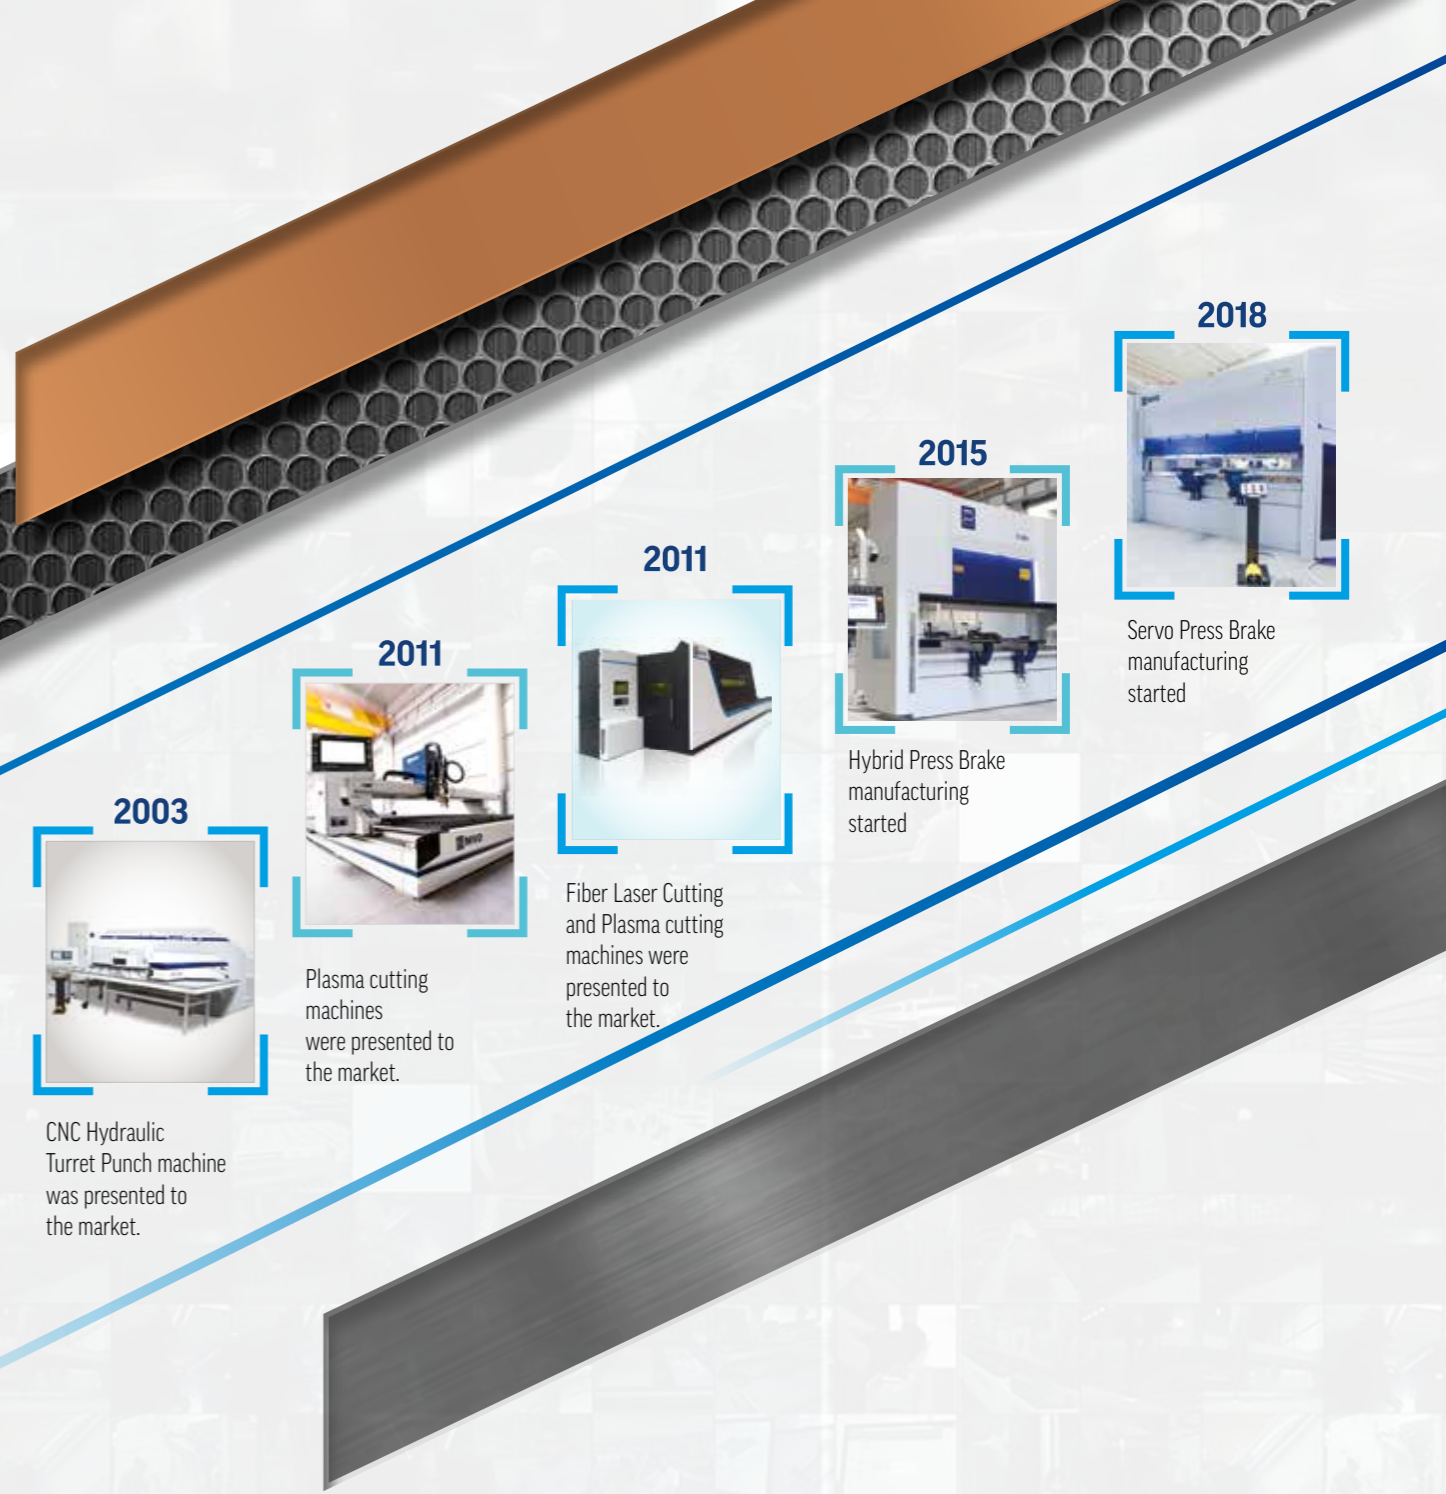 2018
Servo Press Brake
manufacturing
started
2015
Hybrid Press Brake
manufacturing
started
2011
Fiber Laser Cutting
and Plasma cutting
machines were
presented to
the market.
2011
Plasma cutting
machines
were presented to
the market.
2003
CNC Hydraulic
Turret Punch machine
was presented to
the market.